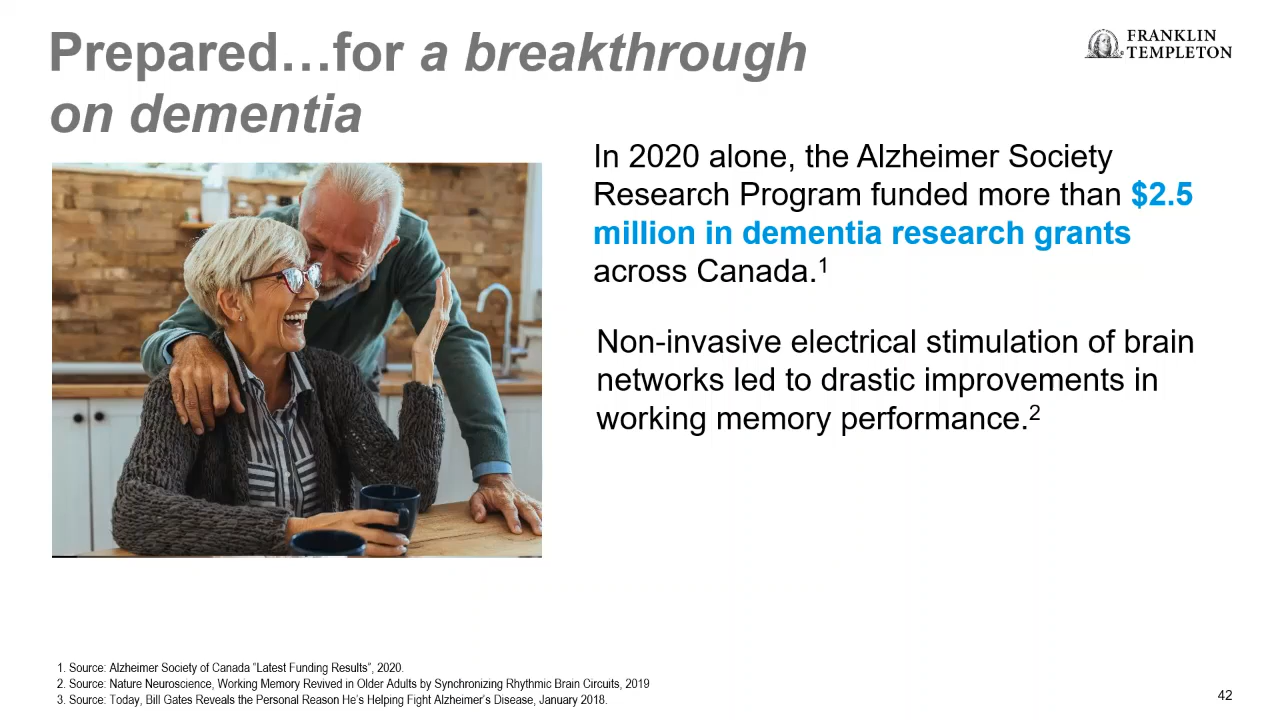 Prepared…for a breakthrough
on dementia
FRANKLIN
TEMPLETON
In 2020 alone, the Alzheimer Society
Research Program funded more than $2.5
million in dementia research grants
across Canada.1
Non-invasive electrical stimulation of brain
networks led to drastic improvements in
working memory performance.2
1. Source: Alzheimer Society of Canada "Latest Funding Results", 2020.
2. Source: Nature Neuroscience, Working Memory Revived in Older Adults by Synchronizing Rhythmic Brain Circuits, 2019
3. Source: Today, Bill Gates Reveals the Personal Reason He's Helping Fight Alzheimer's Disease, January 2018.
42